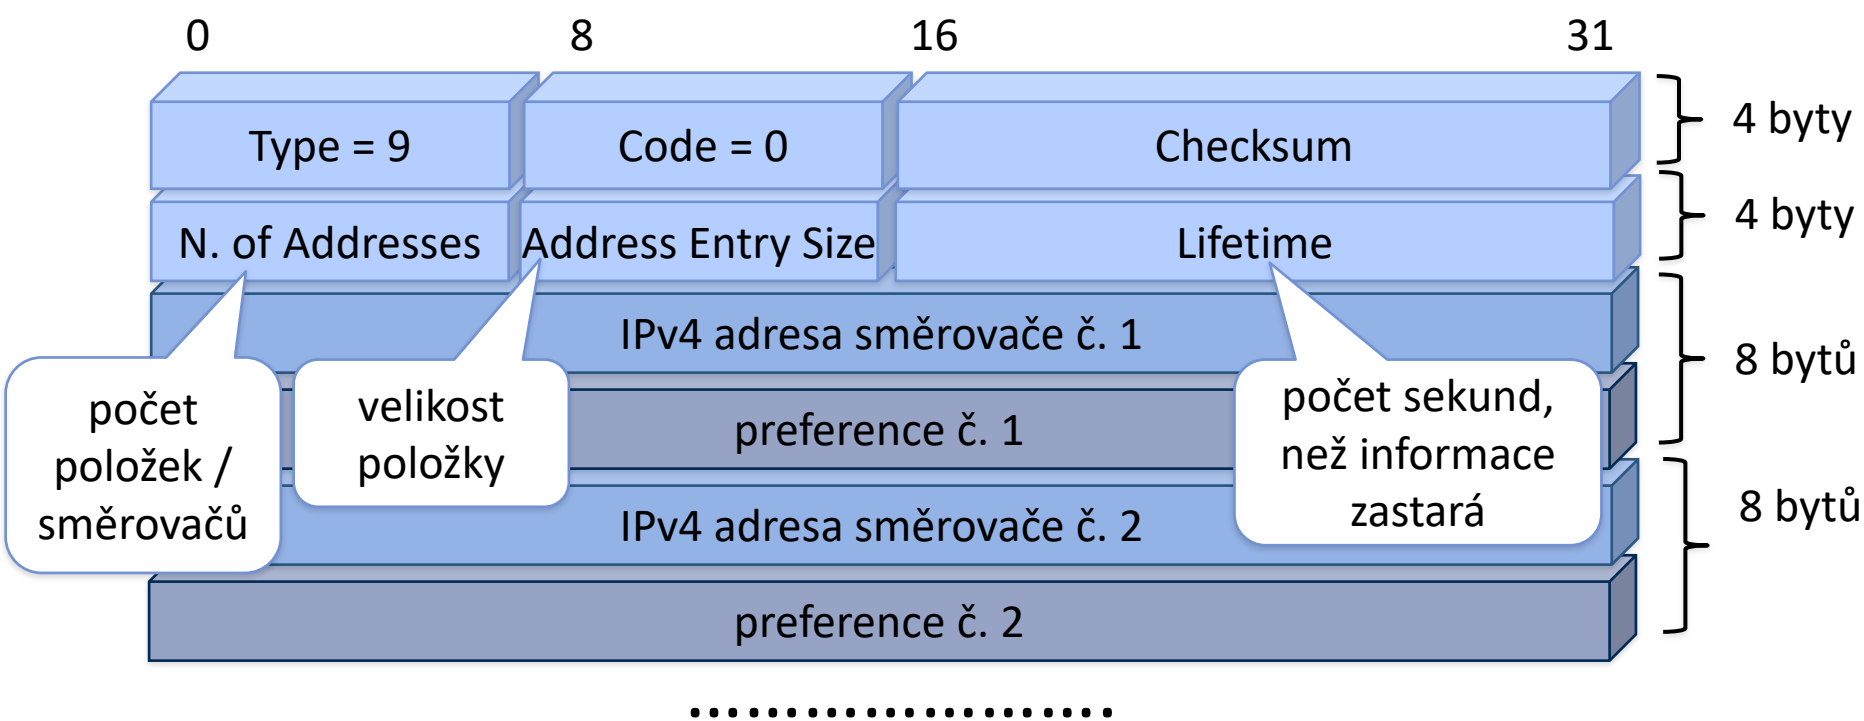 0 8 16 31
Type = 9 Code = 0 Checksum 4 byty
N. of Addresses Address Entry Size Lifetime 4 byty
IPv4 adresa směrovače č. 1
8 bytů
preference č. 1
počet
položek /
směrovačů
velikost
položky
počet sekund,
než informace
zastará
IPv4 adresa směrovače č. 2
8 bytů
preference č. 2
......................